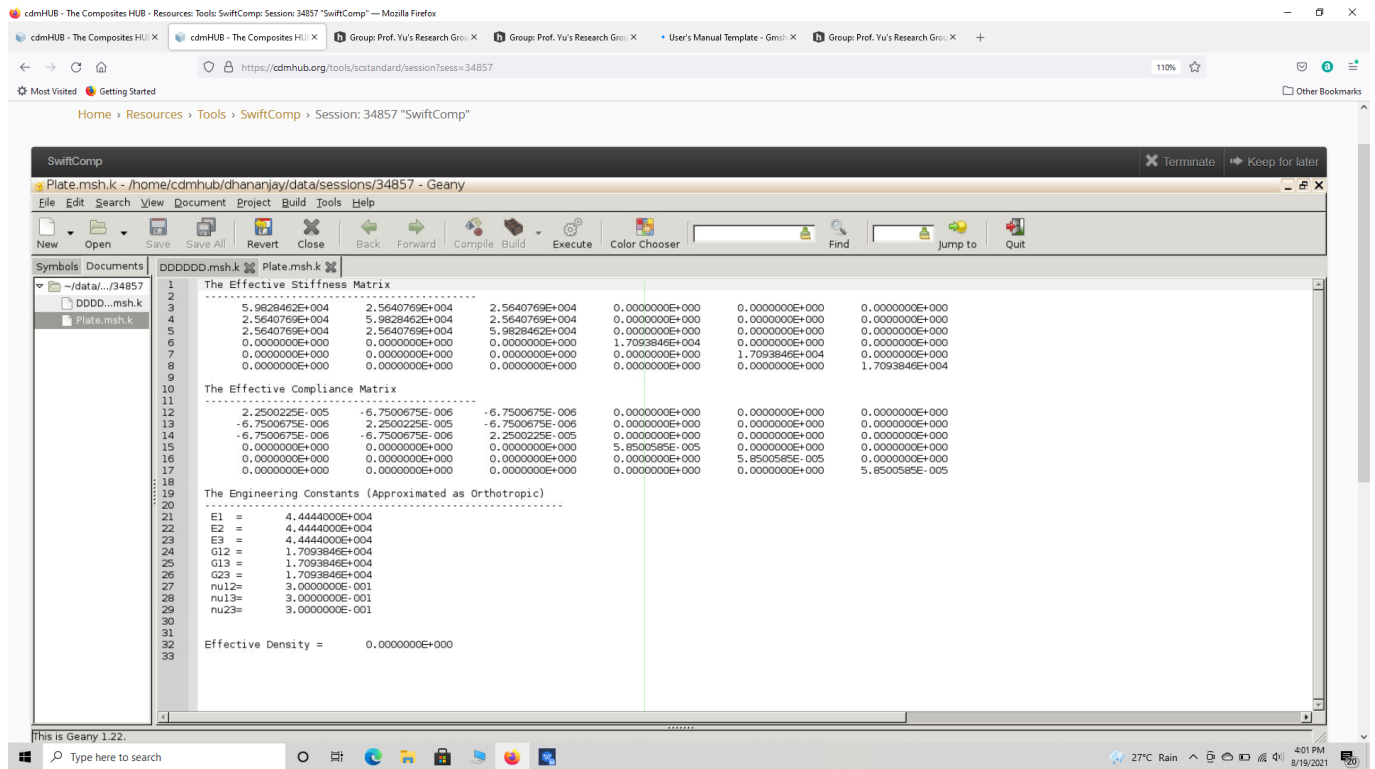 cdmHUB - The Composites HUB - Resources: Tools: SwiftComp: Session: 34857 "SwiftComp" — Mozilla Firefox
cdmHUB - The Composites HU
cdmHUB - The Composites HU
Group: Prof. Yu's Research Grou
Group: Prof. Yu's Research Grou
User's Manual Template - Gmsh
Group: Prof. Yu's Research Grou
https://cdmhub.org/tools/scstandard/session?sess=34857
110%
Most Visited
Getting Started
Other Bookmarks
Home › Resources › Tools › SwiftComp › Session: 34857 "SwiftComp"
SwiftComp
Terminate
Keep for later
Plate.msh.k - /home/cdmhub/dhananjay/data/sessions/34857 - Geany
File Edit Search View Document Project Build Tools Help
New Open Save Save All Revert Close Back Forward Compile Build Execute Color Chooser Find Jump to Quit
Symbols Documents DDDDDD.msh.k Plate.msh.k
~/data/.../34857
DDDD...msh.k
Plate.msh.k
1 The Effective Stiffness Matrix
2 --------------------------------------------
3 5.9828462E+004 2.5640769E+004 2.5640769E+004 0.0000000E+000 0.0000000E+000 0.0000000E+000
4 2.5640769E+004 5.9828462E+004 2.5640769E+004 0.0000000E+000 0.0000000E+000 0.0000000E+000
5 2.5640769E+004 2.5640769E+004 5.9828462E+004 0.0000000E+000 0.0000000E+000 0.0000000E+000
6 0.0000000E+000 0.0000000E+000 0.0000000E+000 1.7093846E+004 0.0000000E+000 0.0000000E+000
7 0.0000000E+000 0.0000000E+000 0.0000000E+000 0.0000000E+000 1.7093846E+004 0.0000000E+000
8 0.0000000E+000 0.0000000E+000 0.0000000E+000 0.0000000E+000 0.0000000E+000 1.7093846E+004
9
10 The Effective Compliance Matrix
11 --------------------------------------------
12 2.2500225E-005 -6.7500675E-006 -6.7500675E-006 0.0000000E+000 0.0000000E+000 0.0000000E+000
13 -6.7500675E-006 2.2500225E-005 -6.7500675E-006 0.0000000E+000 0.0000000E+000 0.0000000E+000
14 -6.7500675E-006 -6.7500675E-006 2.2500225E-005 0.0000000E+000 0.0000000E+000 0.0000000E+000
15 0.0000000E+000 0.0000000E+000 0.0000000E+000 5.8500585E-005 0.0000000E+000 0.0000000E+000
16 0.0000000E+000 0.0000000E+000 0.0000000E+000 0.0000000E+000 5.8500585E-005 0.0000000E+000
17 0.0000000E+000 0.0000000E+000 0.0000000E+000 0.0000000E+000 0.0000000E+000 5.8500585E-005
18
19 The Engineering Constants (Approximated as Orthotropic)
20 ----------------------------------------------------------
21 E1 = 4.4444000E+004
22 E2 = 4.4444000E+004
23 E3 = 4.4444000E+004
24 G12 = 1.7093846E+004
25 G13 = 1.7093846E+004
26 G23 = 1.7093846E+004
27 nu12= 3.0000000E-001
28 nu13= 3.0000000E-001
29 nu23= 3.0000000E-001
30
31
32 Effective Density = 0.0000000E+000
33
This is Geany 1.22.
Type here to search
27°C Rain
4:01 PM
8/19/2021
20